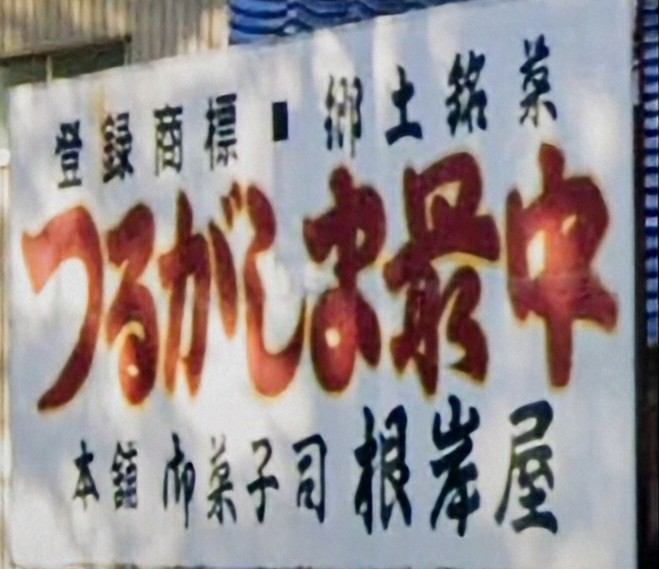 登録商標■郷土銘菓
つるがしま最中
本舗 御菓子司 根岸屋